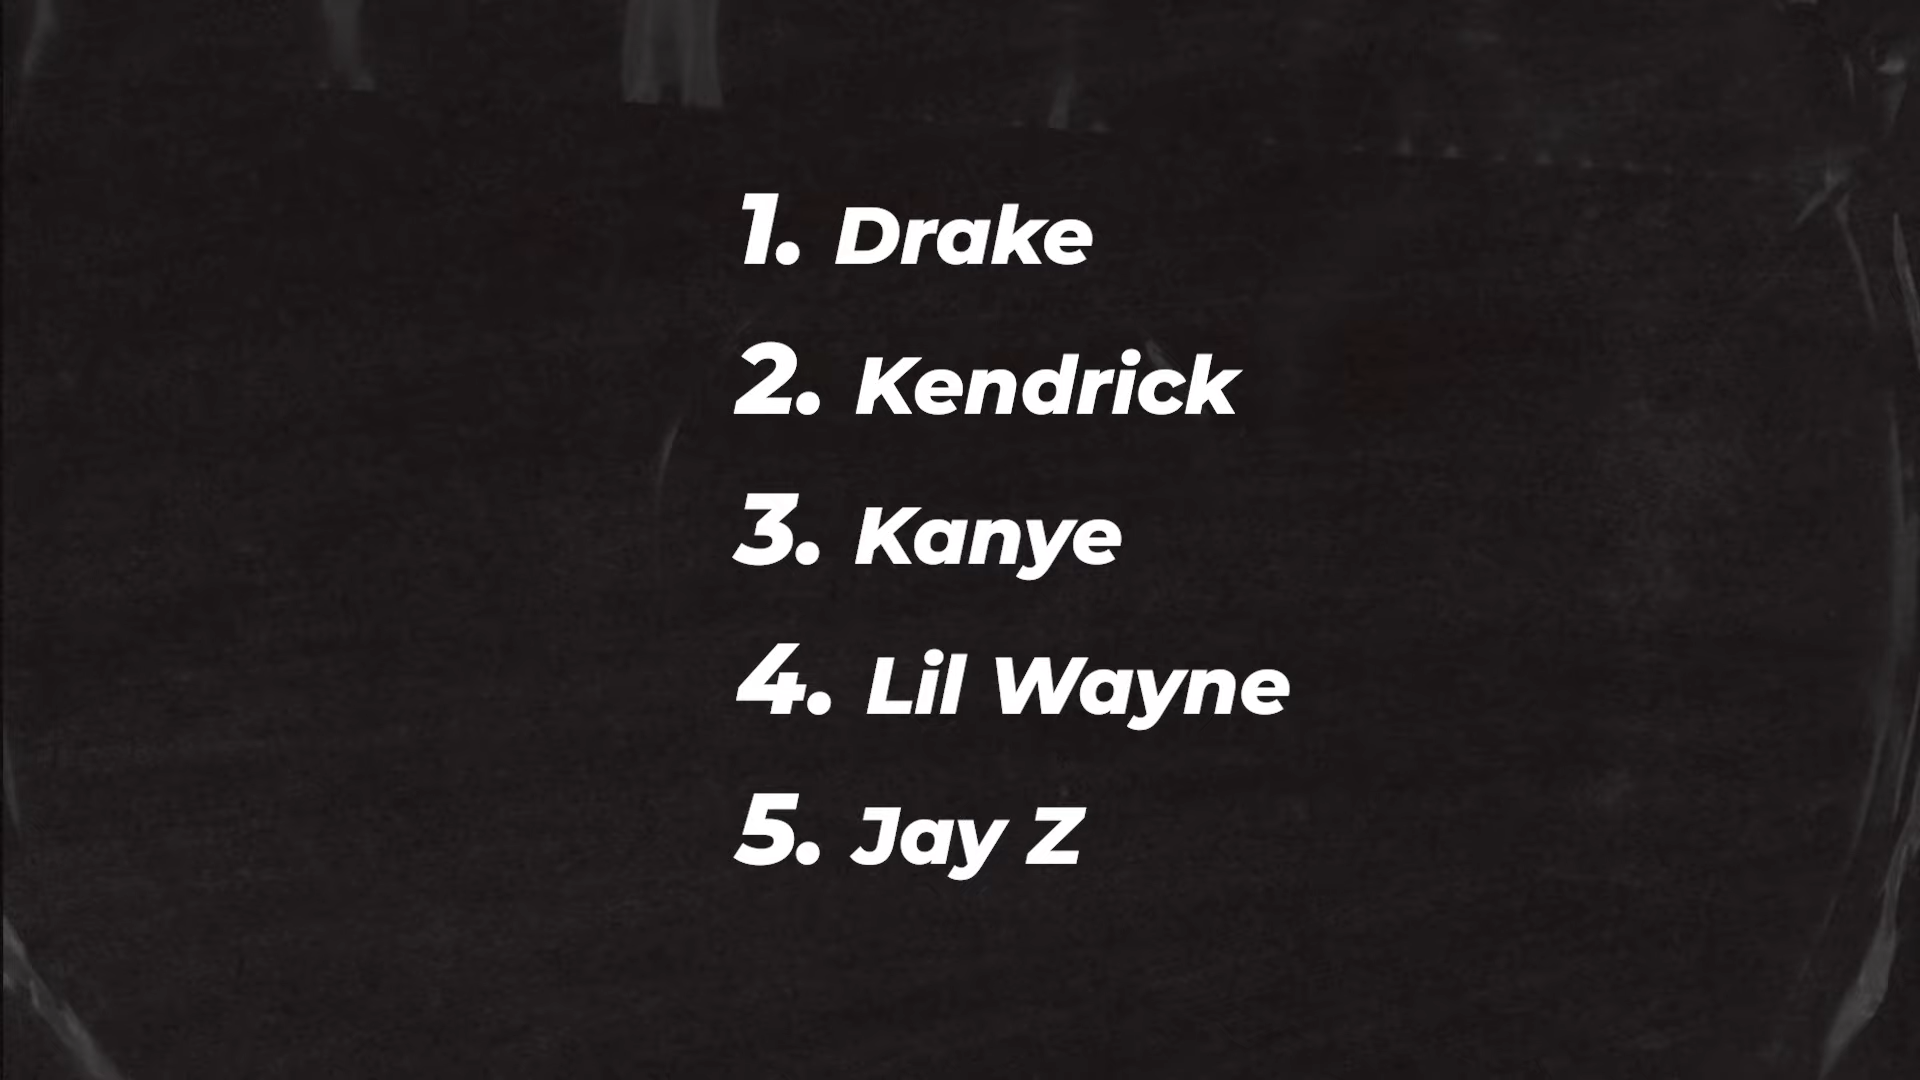 1. Drake
2. Kendrick
3. Kanye
4. Lil Wayne
5. Jay Z